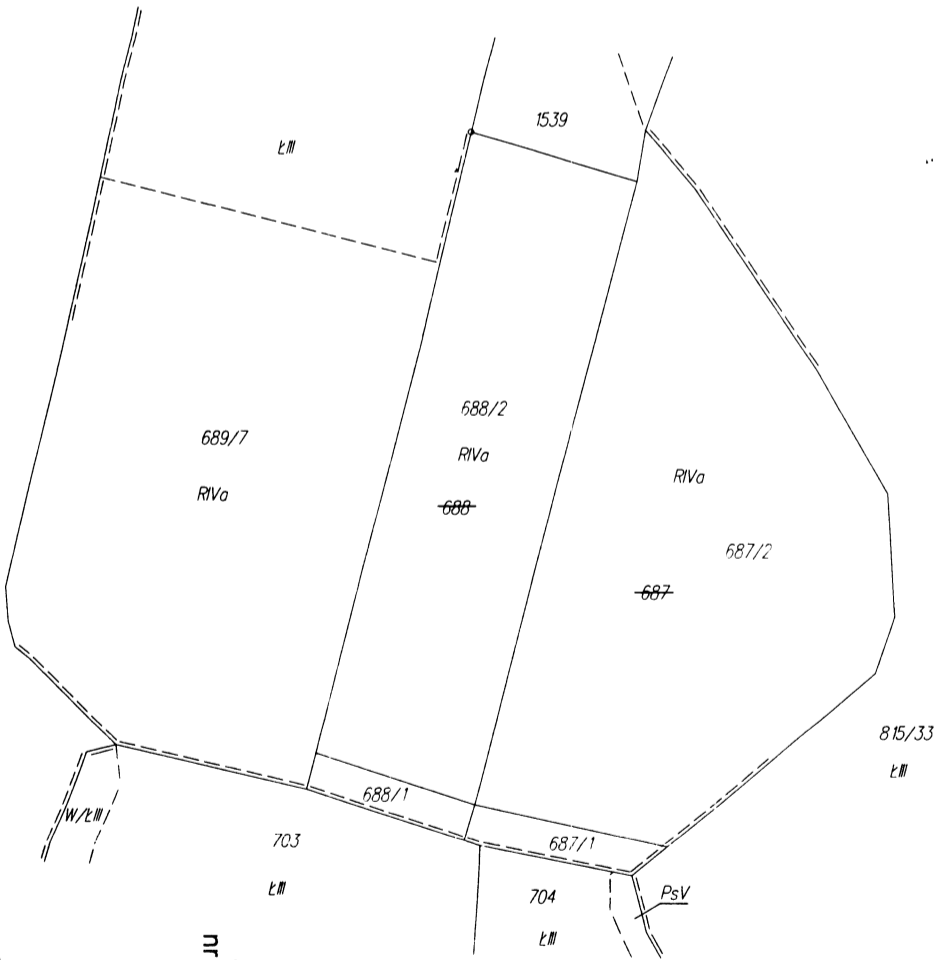 1539
ŁIII
688/2
689/7
RIVa
RIVa
RIVa
688
687/2
687
815/33
ŁIII
688/1
W/ŁIII
703
687/1
ŁIII
704
PsV
ŁIII
nr